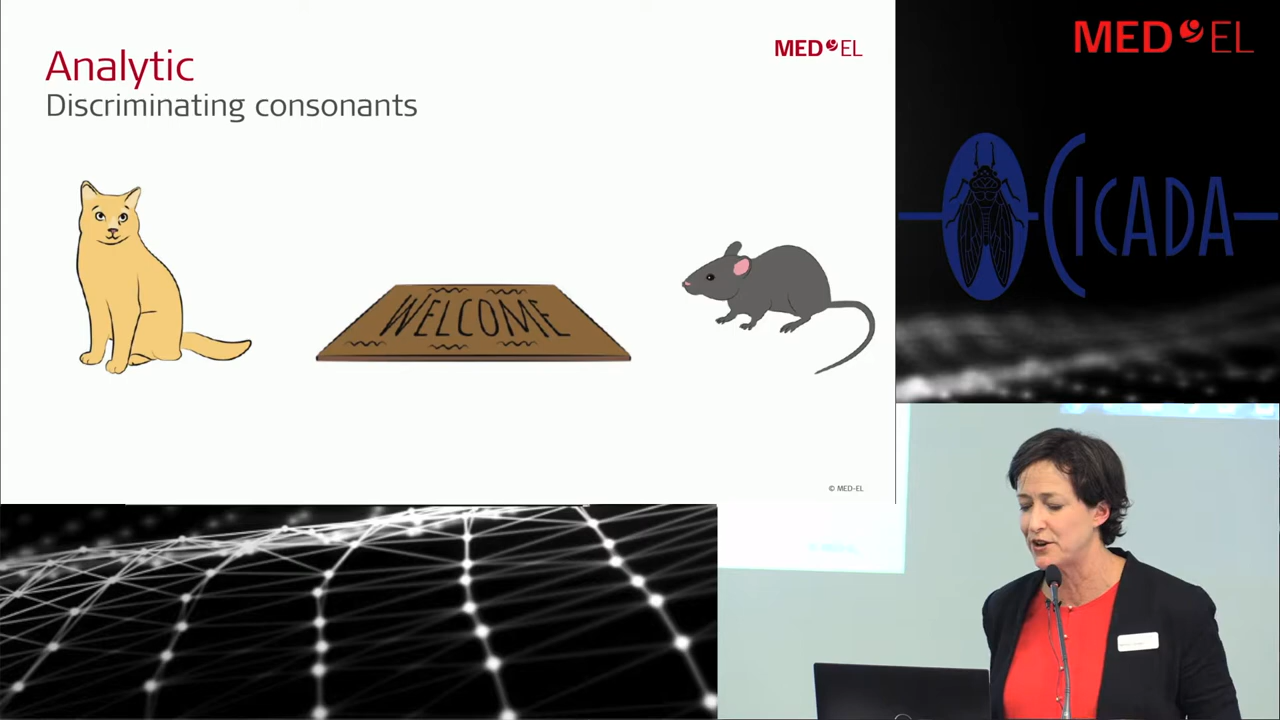 Analytic
Discriminating consonants
MED EL
WELCOME
© MED-EL
MED EL
CICADA